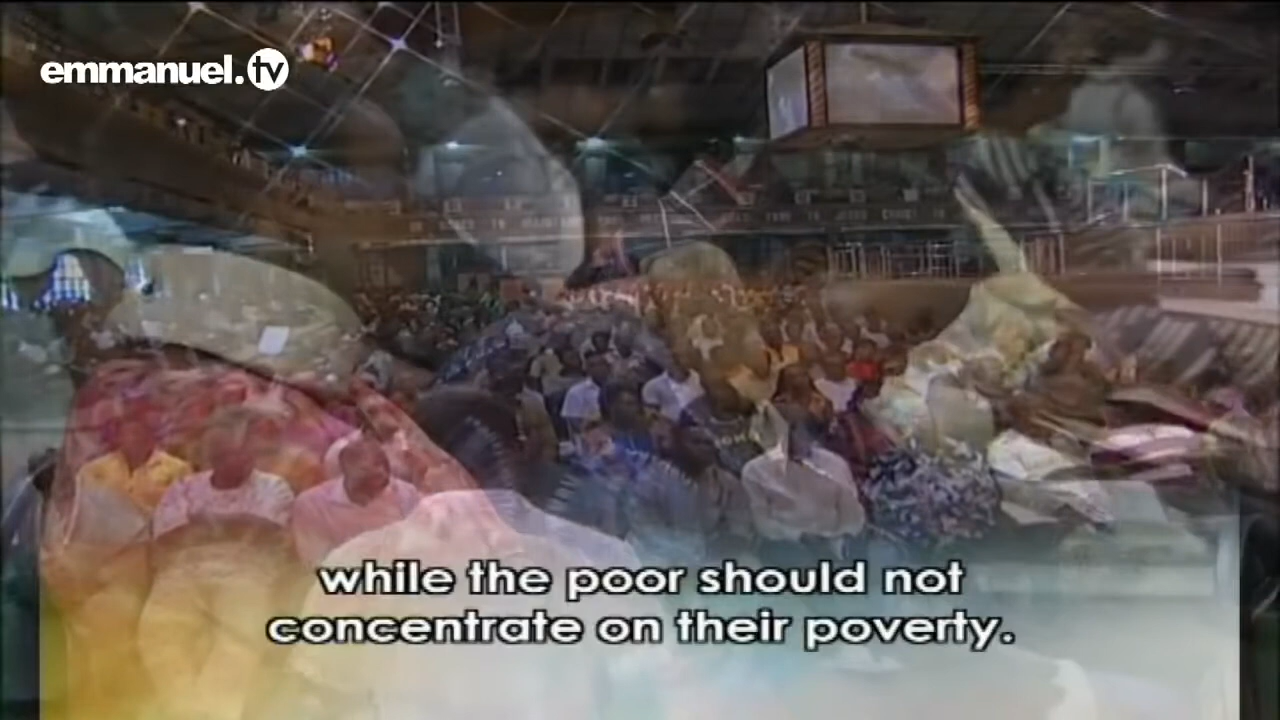 emmanuel.tv
while the poor should not
concentrate on their poverty.